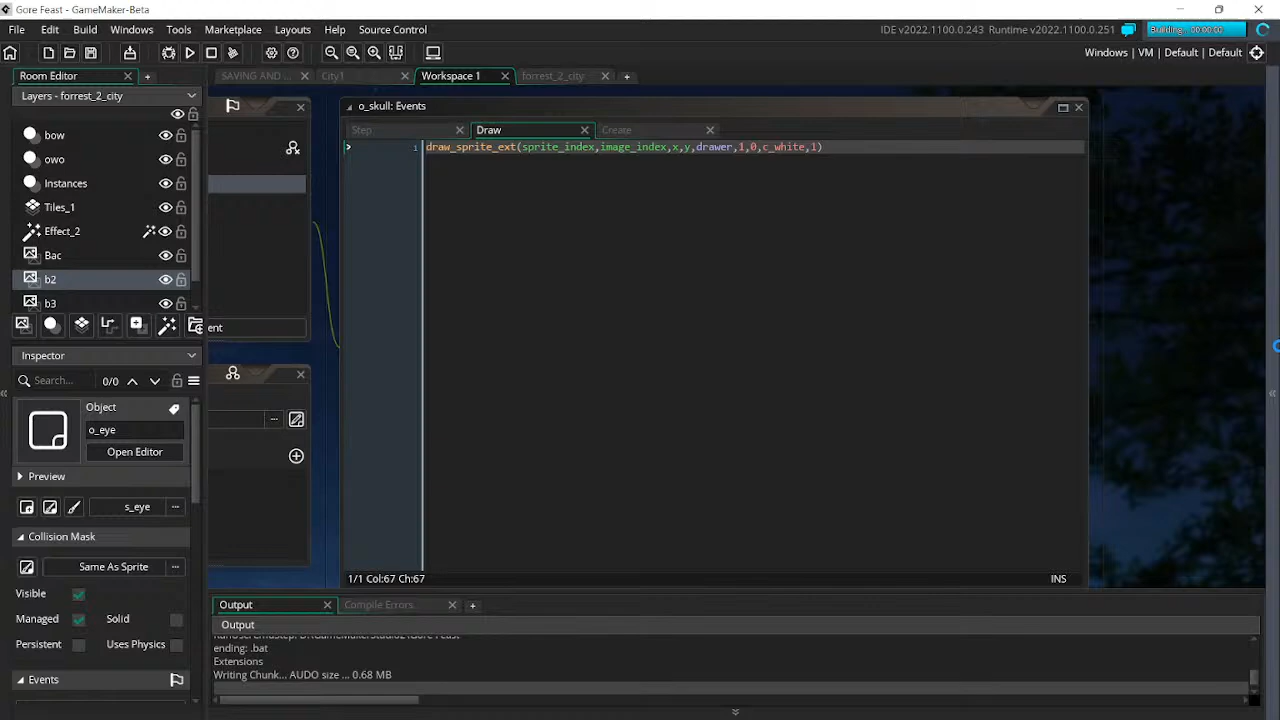 Gore Feast - GameMaker-Beta
File Edit Build Windows Tools Marketplace Layouts Help Source Control
IDE v2022.1100.0.243 Runtime v2022.1100.0.251
Building... 00:00:00
Windows | VM | Default | Default
Room Editor
SAVING AND ...
City1
Workspace 1
forrest_2_city
Layers - forrest_2_city
bow
owo
Instances
Tiles_1
Effect_2
Bac
b2
b3
o_skull: Events
Step
Draw
Create
1 draw_sprite_ext(sprite_index,image_index,x,y,drawer,1,0,c_white,1)
ent
1/1 Col:67 Ch:67
INS
Inspector
Search...
0/0
Object
o_eye
Open Editor
Preview
s_eye
Collision Mask
Same As Sprite
Visible
Managed
Solid
Persistent
Uses Physics
Events
Output
Compile Errors
Output
ending: .bat
Extensions
Writing Chunk... AUDO size ... 0.68 MB